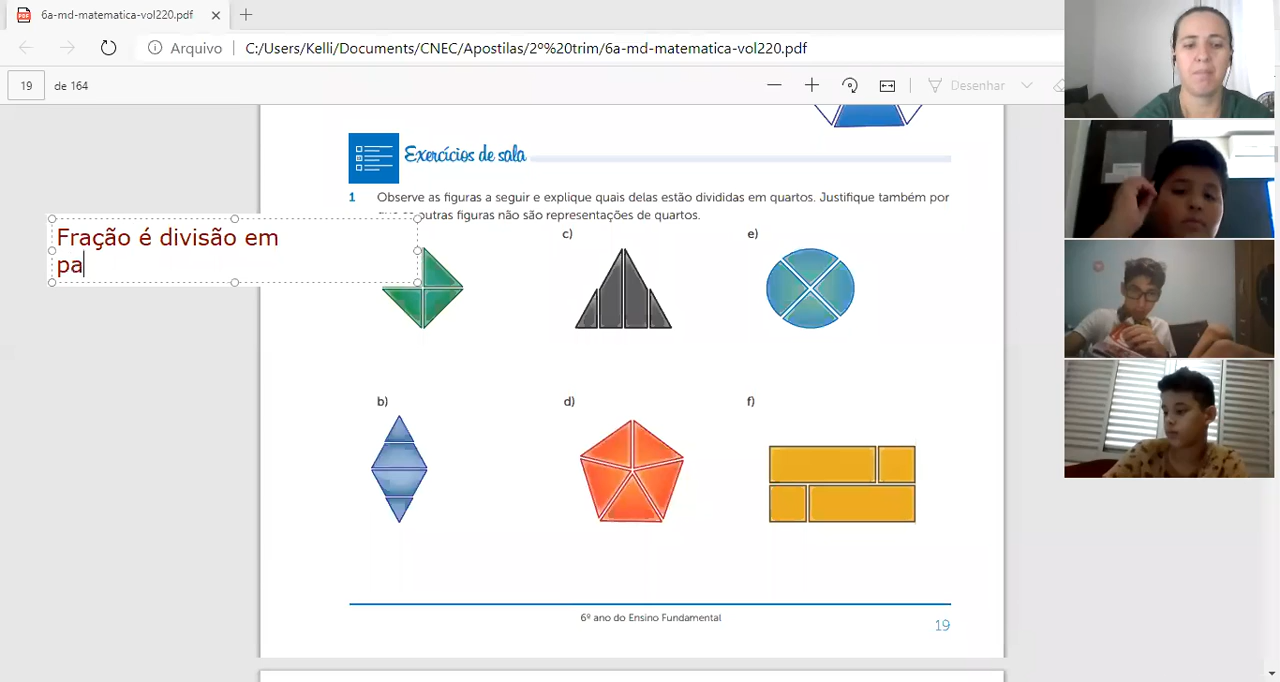 6a-md-matematica-vol220.pdf
Arquivo
C:/Users/Kelli/Documents/CNEC/Apostilas/2º%20trim/6a-md-matematica-vol220.pdf
19
de 164
Desenhar
Exercícios de sala
1 Observe as figuras a seguir e explique quais delas estão divididas em quartos. Justifique também por
outras figuras não são representações de quartos.
Fração é divisão em
pa
c)
e)
b)
d)
f)
6º ano do Ensino Fundamental
19